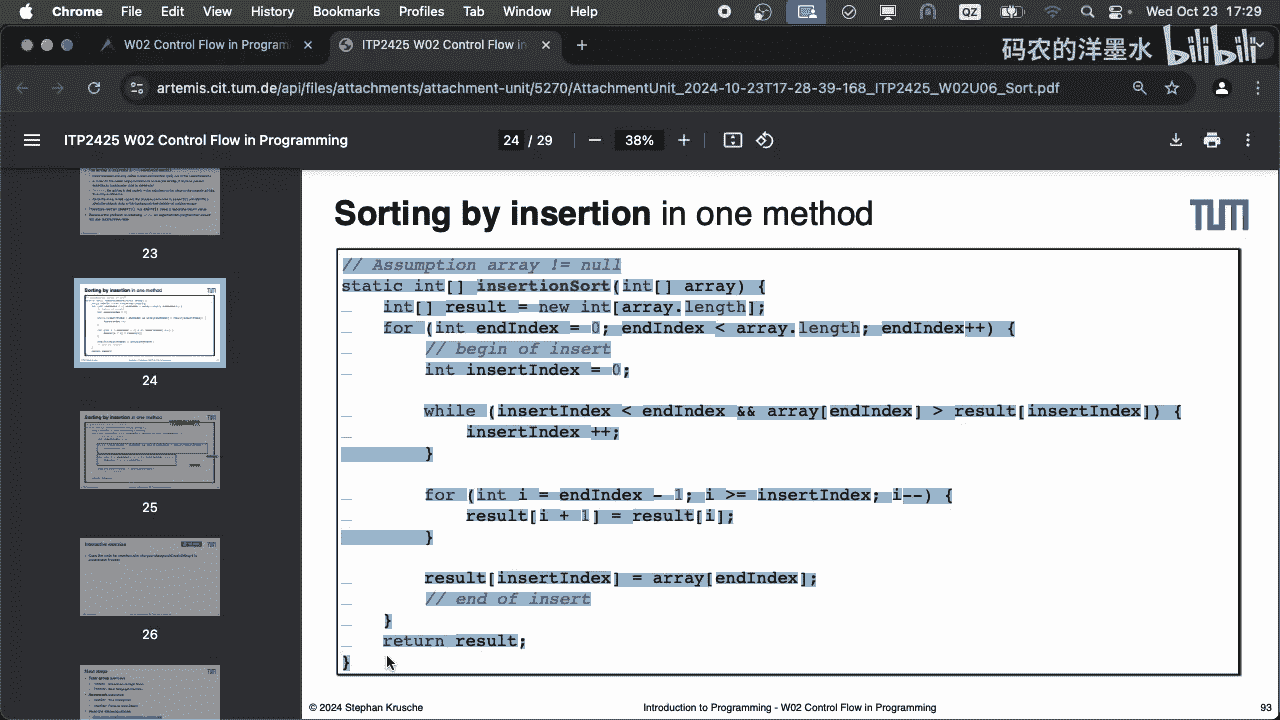 Chrome File Edit View History Bookmarks Profiles Tab Window Help QZ Wed Oct 23 17:29
W02 Control Flow in Program
ITP2425 W02 Control Flow in
码农的洋墨水 bilibili
artemis.cit.tum.de/api/files/attachments/attachment-unit/5270/AttachmentUnit_2024-10-23T17-28-39-168_ITP2425_W02U06_Sort.pdf
ITP2425 W02 Control Flow in Programming
24 / 29
38%
23
24
25
26
Sorting by insertion in one method
TUM
// Assumption array != null
static int[] insertionSort(int[] array) {
    int[] result = new int[array.length];
    for (int endIndex = 0; endIndex < array.length; endIndex++) {
        // begin of insert
        int insertIndex = 0;
        while (insertIndex < endIndex && array[endIndex] > result[insertIndex]) {
            insertIndex ++;
        }
        for (int i = endIndex - 1; i >= insertIndex; i--) {
            result[i + 1] = result[i];
        }
        result[insertIndex] = array[endIndex];
        // end of insert
    }
    return result;
}
© 2024 Stephan Krusche
Introduction to Programming - W02 Control Flow in Programming
93